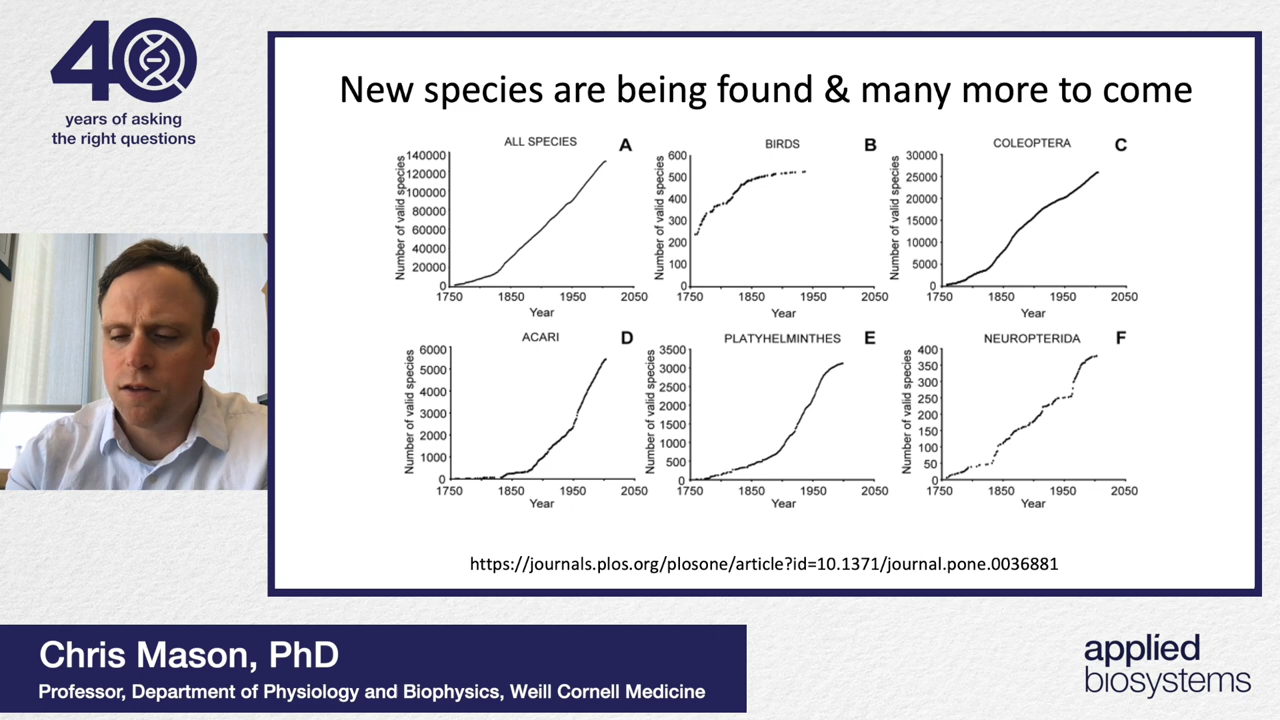 40
years of asking
the right questions
New species are being found & many more to come
ALL SPECIES A
Number of valid species
140000
120000
100000
80000
60000
40000
20000
0
1750 1850 1950 2050
Year
BIRDS B
Number of valid species
600
500
400
300
200
100
0
1750 1850 1950 2050
Year
COLEOPTERA C
Number of valid species
30000
25000
20000
15000
10000
5000
0
1750 1850 1950 2050
Year
ACARI D
Number of valid species
6000
5000
4000
3000
2000
1000
0
1750 1850 1950 2050
Year
PLATYHELMINTHES E
Number of valid species
3500
3000
2500
2000
1500
1000
500
0
1750 1850 1950 2050
Year
NEUROPTERIDA F
Number of valid species
400
350
300
250
200
150
100
50
0
1750 1850 1950 2050
Year
https://journals.plos.org/plosone/article?id=10.1371/journal.pone.0036881
Chris Mason, PhD
Professor, Department of Physiology and Biophysics, Weill Cornell Medicine
applied
biosystems